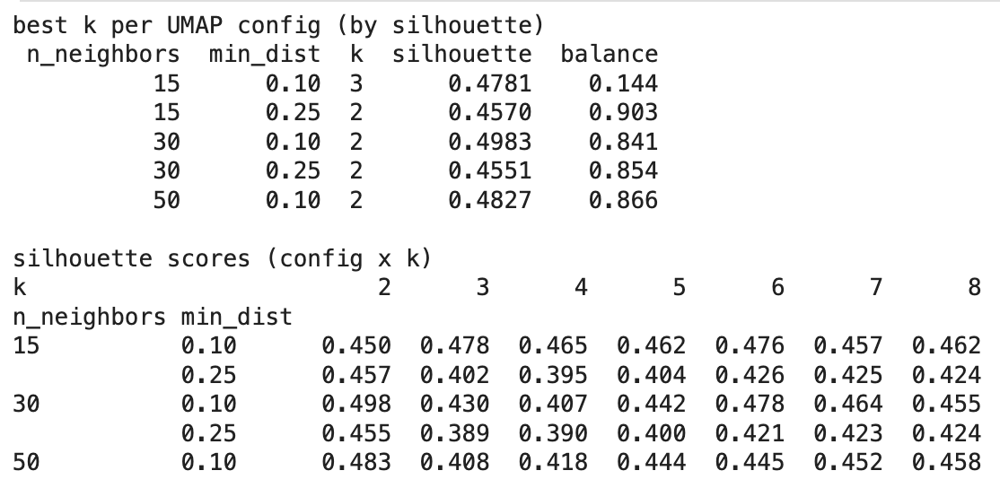 best k per UMAP config (by silhouette)
n_neighbors min_dist k silhouette balance
15 0.10 3 0.4781 0.144
15 0.25 2 0.4570 0.903
30 0.10 2 0.4983 0.841
30 0.25 2 0.4551 0.854
50 0.10 2 0.4827 0.866
silhouette scores (config x k)
k 2 3 4 5 6 7 8
n_neighbors min_dist
15 0.10 0.450 0.478 0.465 0.462 0.476 0.457 0.462
0.25 0.457 0.402 0.395 0.404 0.426 0.425 0.424
30 0.10 0.498 0.430 0.407 0.442 0.478 0.464 0.455
0.25 0.455 0.389 0.390 0.400 0.421 0.423 0.424
50 0.10 0.483 0.408 0.418 0.444 0.445 0.452 0.458